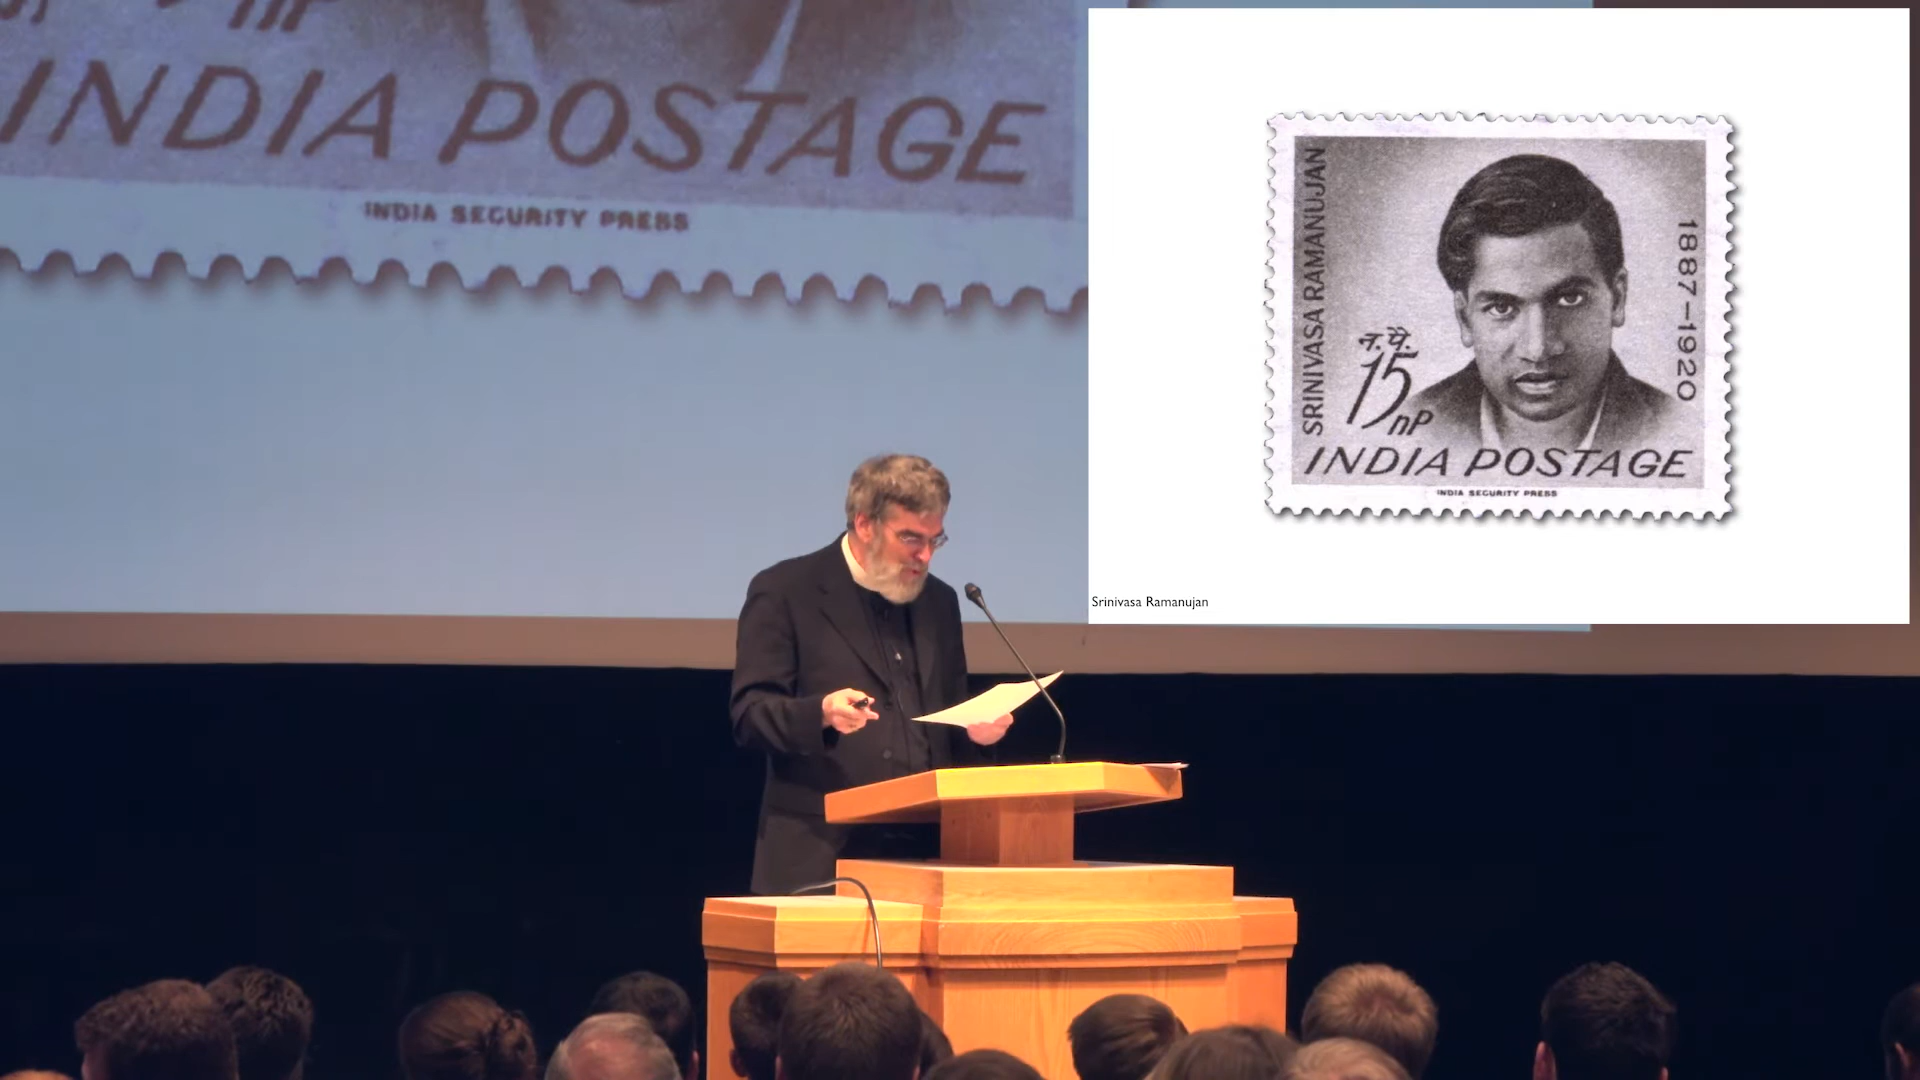 INDIA POSTAGE
INDIA SECURITY PRESS
SRINIVASA RAMANUJAN
1887-1920
न.पै.
15 nP
INDIA POSTAGE
INDIA SECURITY PRESS
Srinivasa Ramanujan